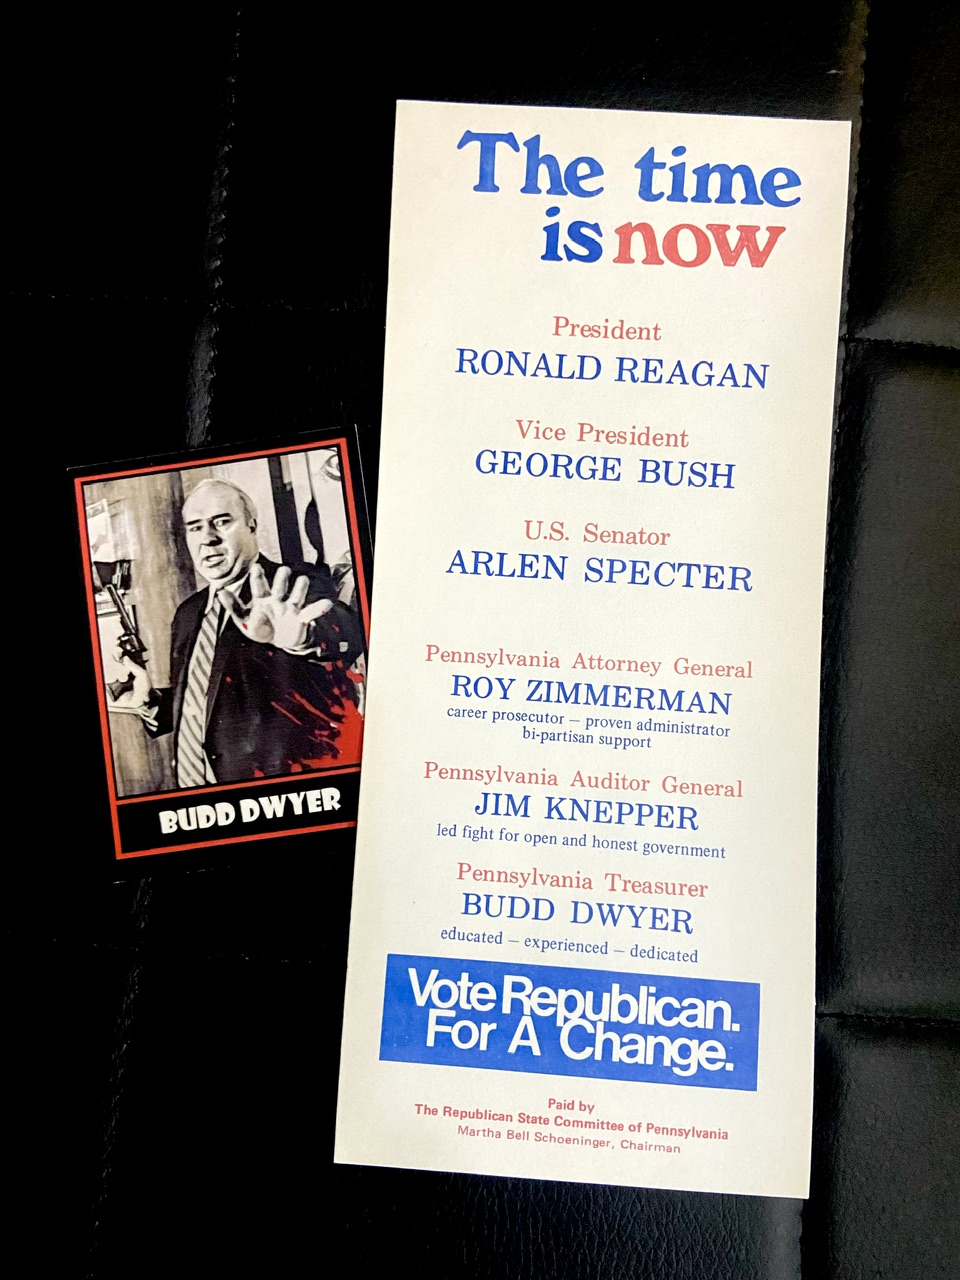 The time
is now
President
RONALD REAGAN
Vice President
GEORGE BUSH
U.S. Senator
ARLEN SPECTER
Pennsylvania Attorney General
ROY ZIMMERMAN
career prosecutor — proven administrator
bi-partisan support
Pennsylvania Auditor General
JIM KNEPPER
led fight for open and honest government
Pennsylvania Treasurer
BUDD DWYER
educated — experienced — dedicated
Vote Republican.
For A Change.
Paid by
The Republican State Committee of Pennsylvania
Martha Bell Schoeninger, Chairman
BUDD DWYER